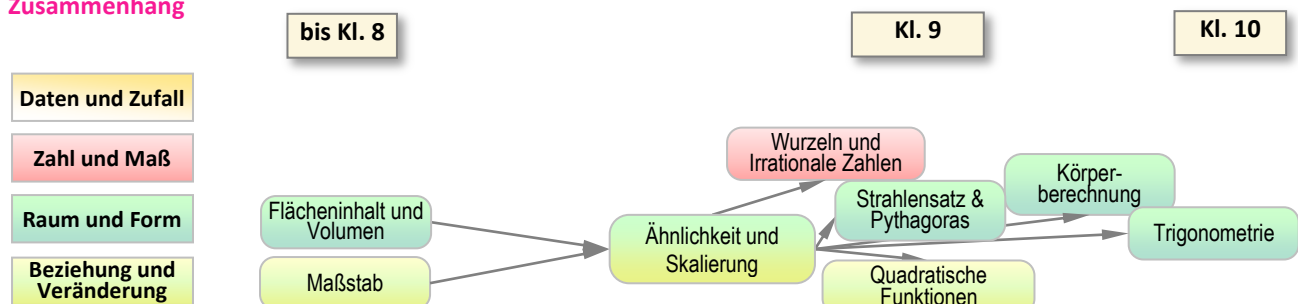 Zusammenhang
bis Kl. 8
Kl. 9
Kl. 10
Daten und Zufall
Zahl und Maß
Raum und Form
Beziehung und
Veränderung
Flächeninhalt und
Volumen
Maßstab
Ähnlichkeit und
Skalierung
Wurzeln und
Irrationale Zahlen
Strahlensatz &
Pythagoras
Quadratische
Funktionen
Körper-
berechnung
Trigonometrie